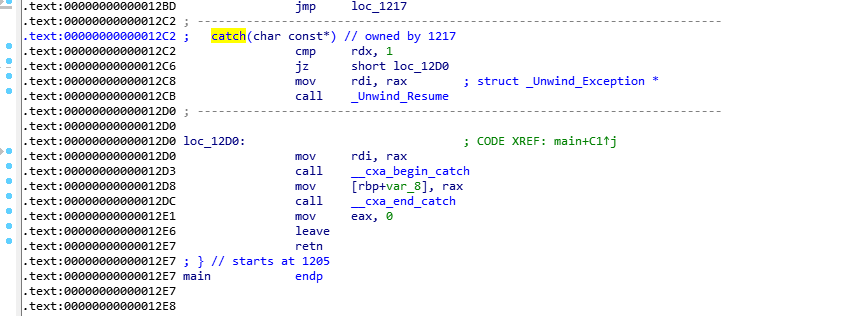 .text:00000000000012BD jmp loc_1217
.text:00000000000012C2 ; ---------------------------------------------------------------------------
.text:00000000000012C2 ;   catch(char const*) // owned by 1217
.text:00000000000012C2 cmp rdx, 1
.text:00000000000012C6 jz short loc_12D0
.text:00000000000012C8 mov rdi, rax ; struct _Unwind_Exception *
.text:00000000000012CB call _Unwind_Resume
.text:00000000000012D0 ; ---------------------------------------------------------------------------
.text:00000000000012D0
.text:00000000000012D0 loc_12D0: ; CODE XREF: main+C1↑j
.text:00000000000012D0 mov rdi, rax
.text:00000000000012D3 call __cxa_begin_catch
.text:00000000000012D8 mov [rbp+var_8], rax
.text:00000000000012DC call __cxa_end_catch
.text:00000000000012E1 mov eax, 0
.text:00000000000012E6 leave
.text:00000000000012E7 retn
.text:00000000000012E7 ; } // starts at 1205
.text:00000000000012E7 main endp
.text:00000000000012E7
.text:00000000000012E8